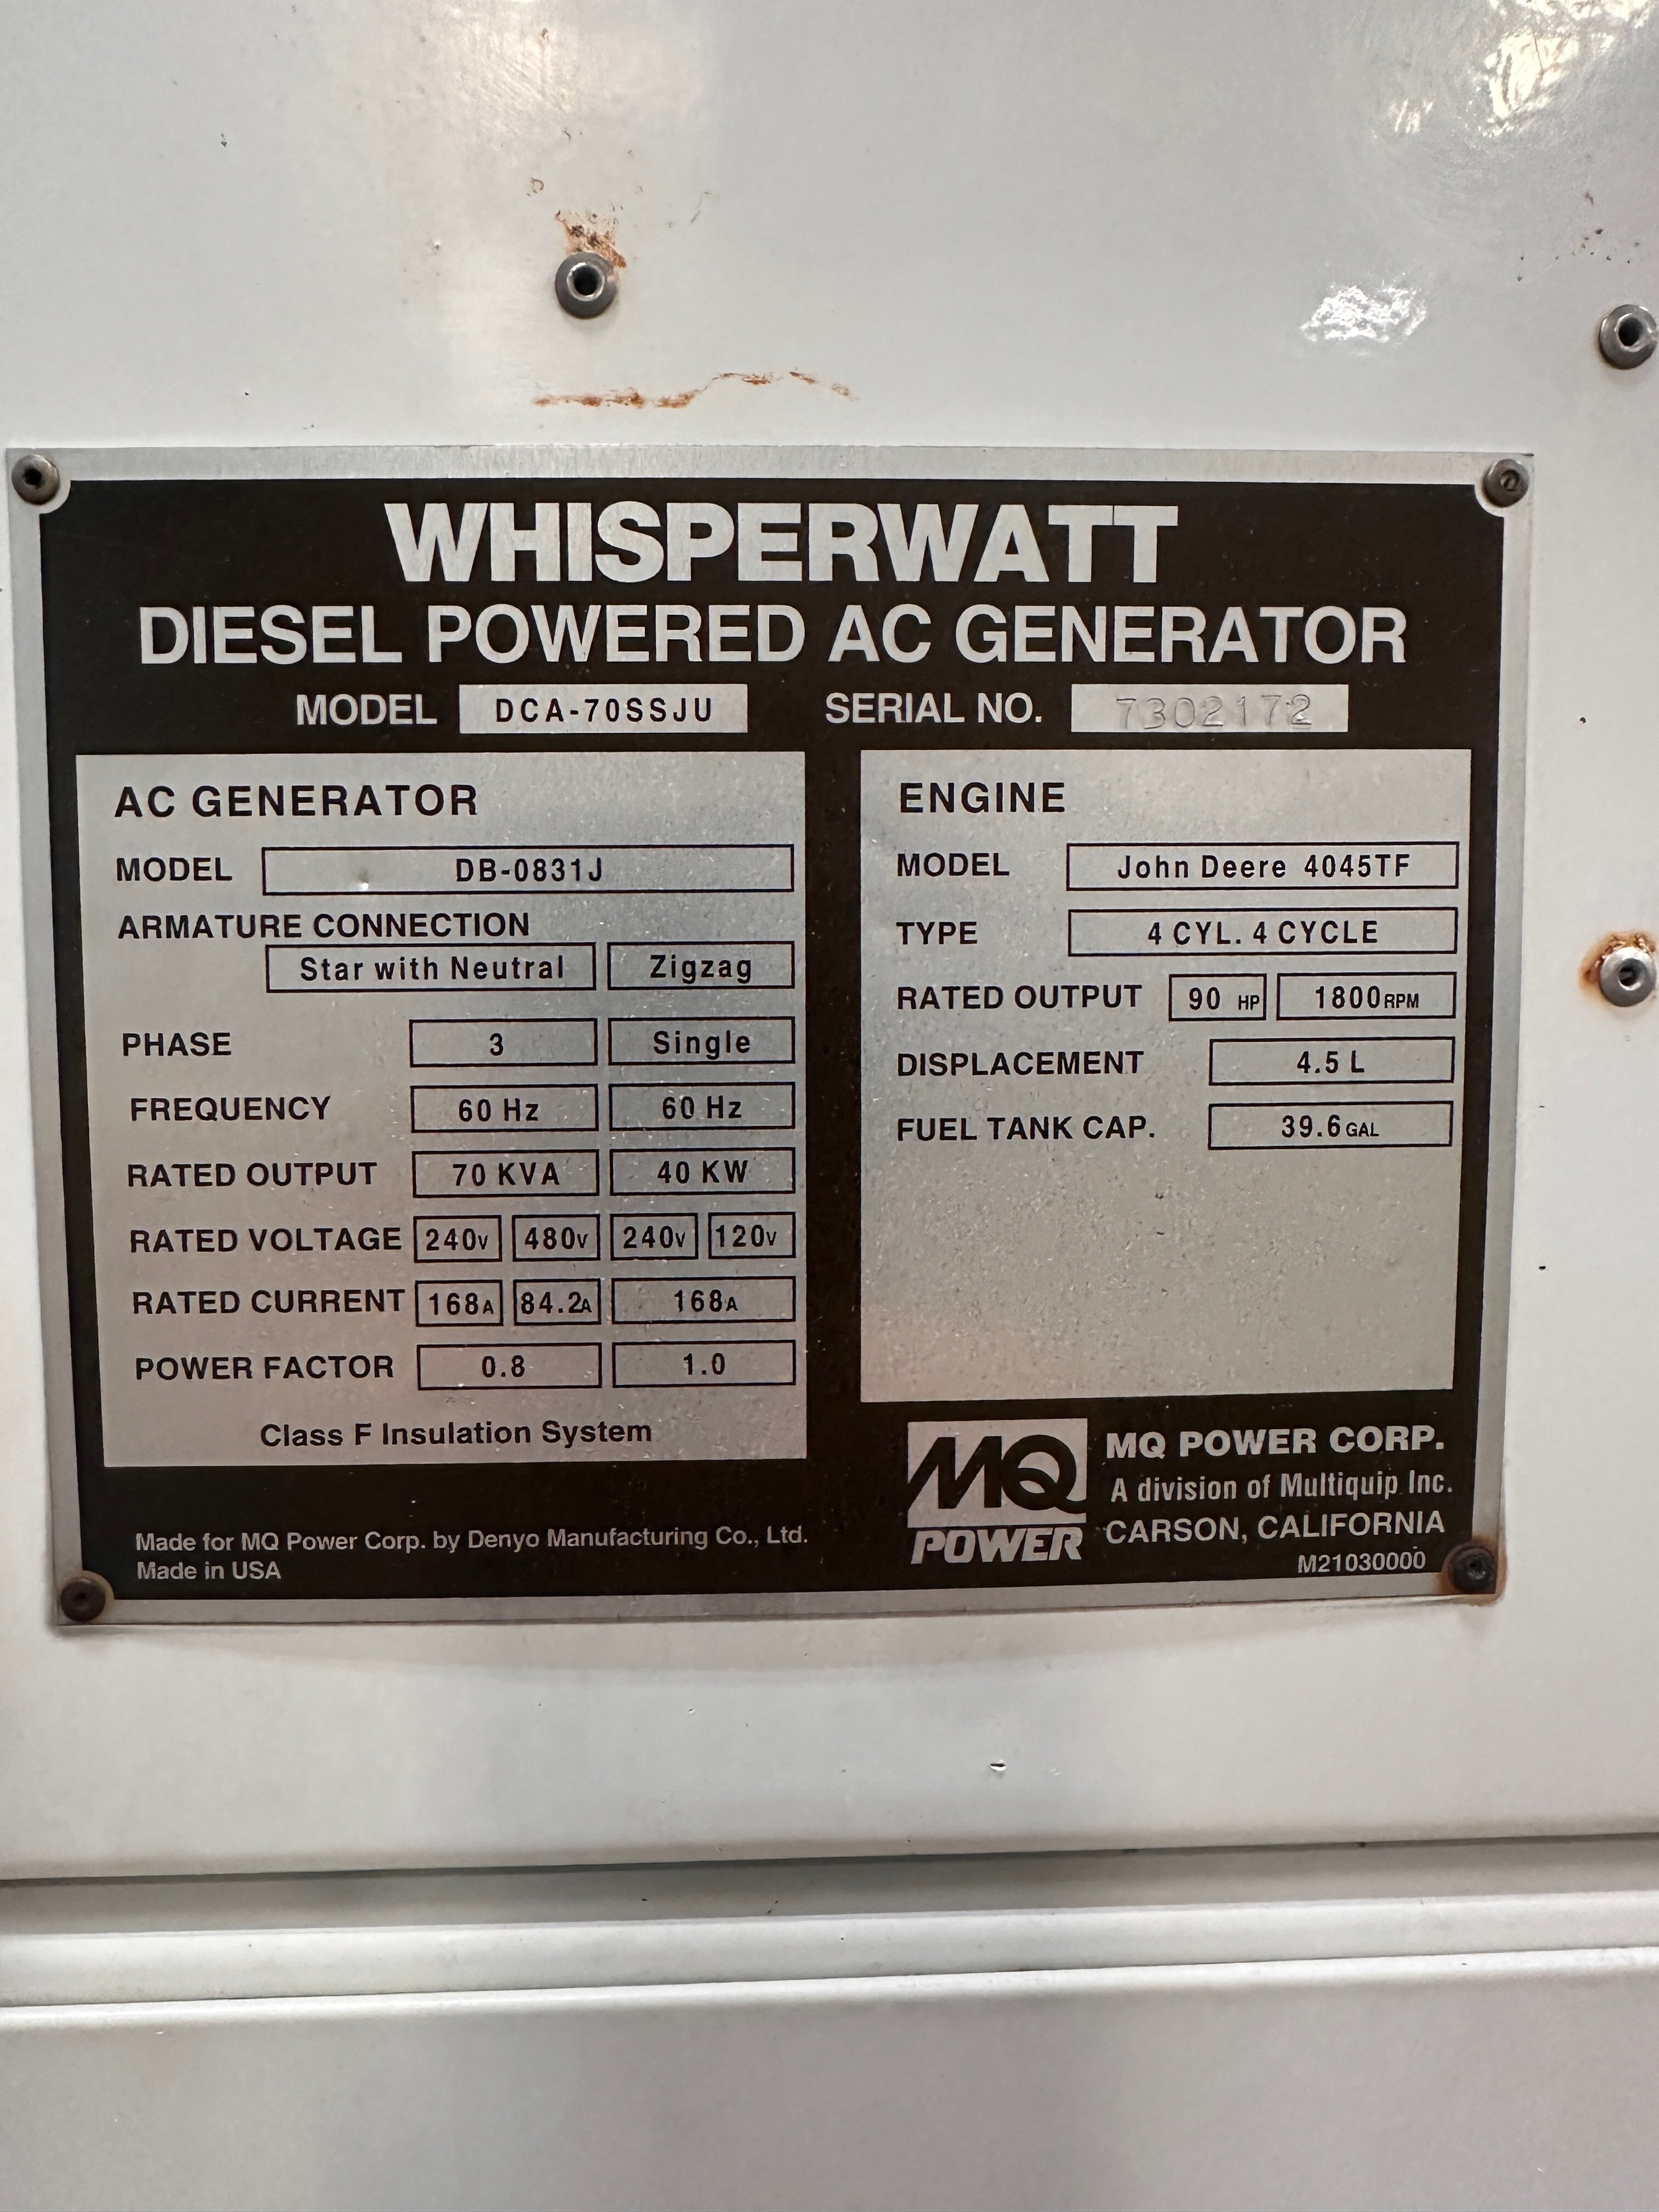 WHISPERWATT
DIESEL POWERED AC GENERATOR
MODEL DCA-70SSJU SERIAL NO. 7302172
AC GENERATOR
MODEL DB-0831J
ARMATURE CONNECTION
Star with Neutral Zigzag
PHASE 3 Single
FREQUENCY 60 Hz 60 Hz
RATED OUTPUT 70 KVA 40 KW
RATED VOLTAGE 240V 480V 240V 120V
RATED CURRENT 168A 84.2A 168A
POWER FACTOR 0.8 1.0
Class F Insulation System
ENGINE
MODEL John Deere 4045TF
TYPE 4 CYL. 4 CYCLE
RATED OUTPUT 90 HP 1800RPM
DISPLACEMENT 4.5 L
FUEL TANK CAP. 39.6 GAL
Made for MQ Power Corp. by Denyo Manufacturing Co., Ltd.
Made in USA
MQ
POWER
MQ POWER CORP.
A division of Multiquip Inc.
CARSON, CALIFORNIA
M21030000